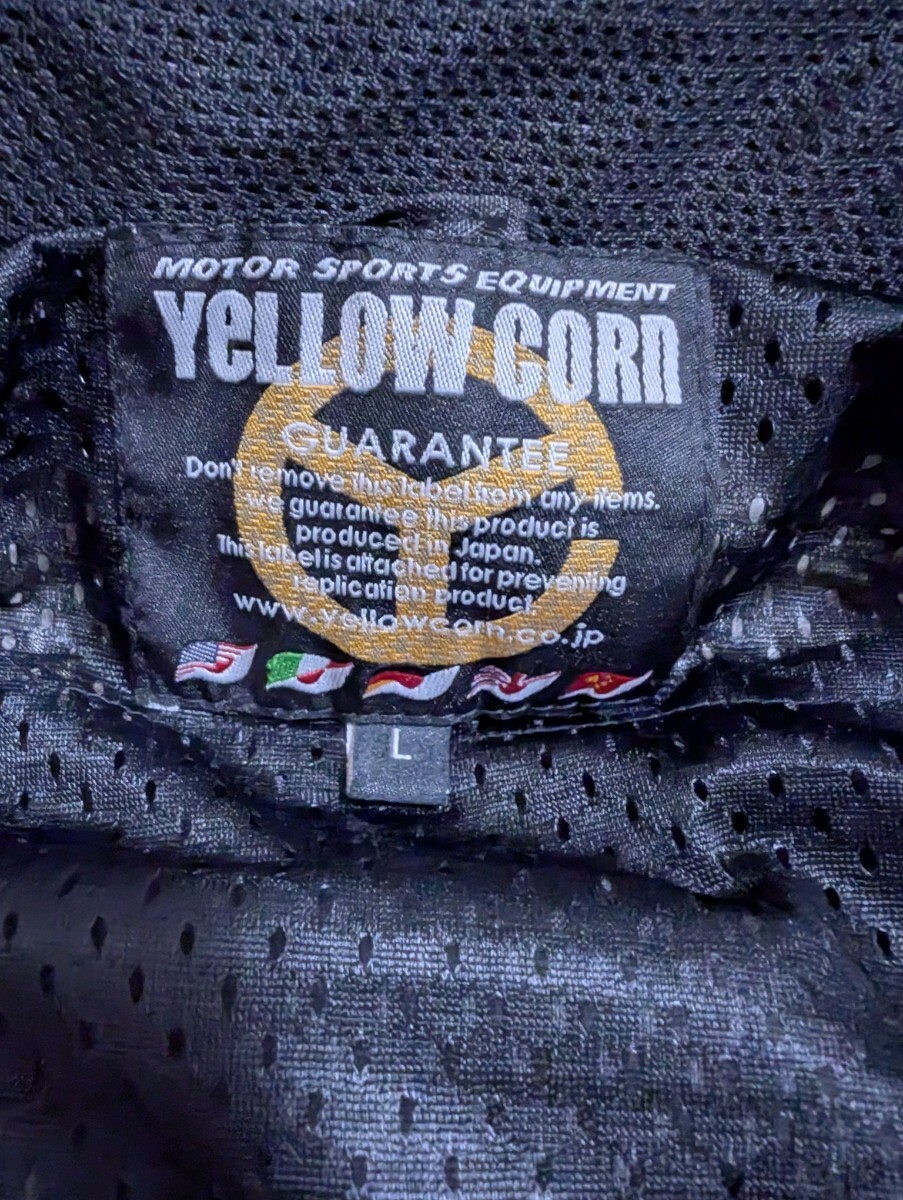 MOTOR SPORTS EQUIPMENT
YeLLOW CORn
GUARANTEE
Don't remove this label from any items.
we guarantee this product is
produced in Japan.
This label is attached for preventing
replication product.
www.yellowcorn.co.jp
L